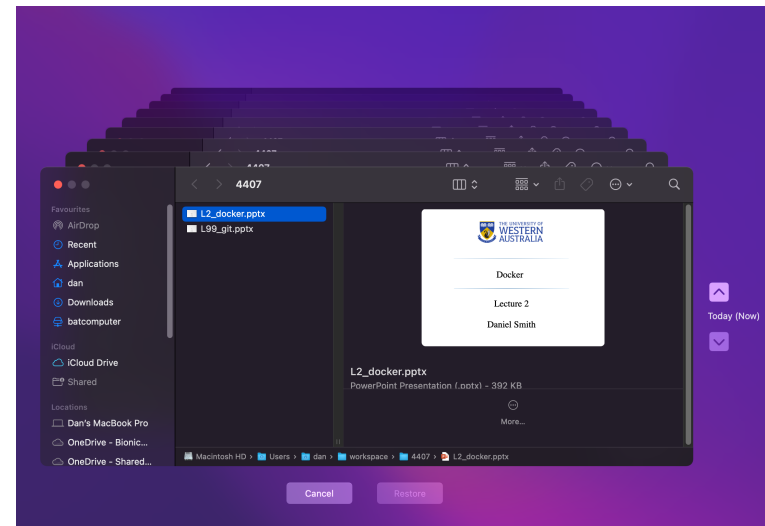 4407
4407
4407
Favourites
AirDrop
Recent
Applications
dan
Downloads
batcomputer
iCloud
iCloud Drive
Shared
Locations
Dan's MacBook Pro
OneDrive - Bionic...
OneDrive - Shared...
L2_docker.pptx
L99_git.pptx
THE UNIVERSITY OF
WESTERN
AUSTRALIA
Docker
Lecture 2
Daniel Smith
L2_docker.pptx
PowerPoint Presentation (.pptx) - 392 KB
More...
Macintosh HD › Users › dan › workspace › 4407 › L2_docker.pptx
Today (Now)
Cancel
Restore